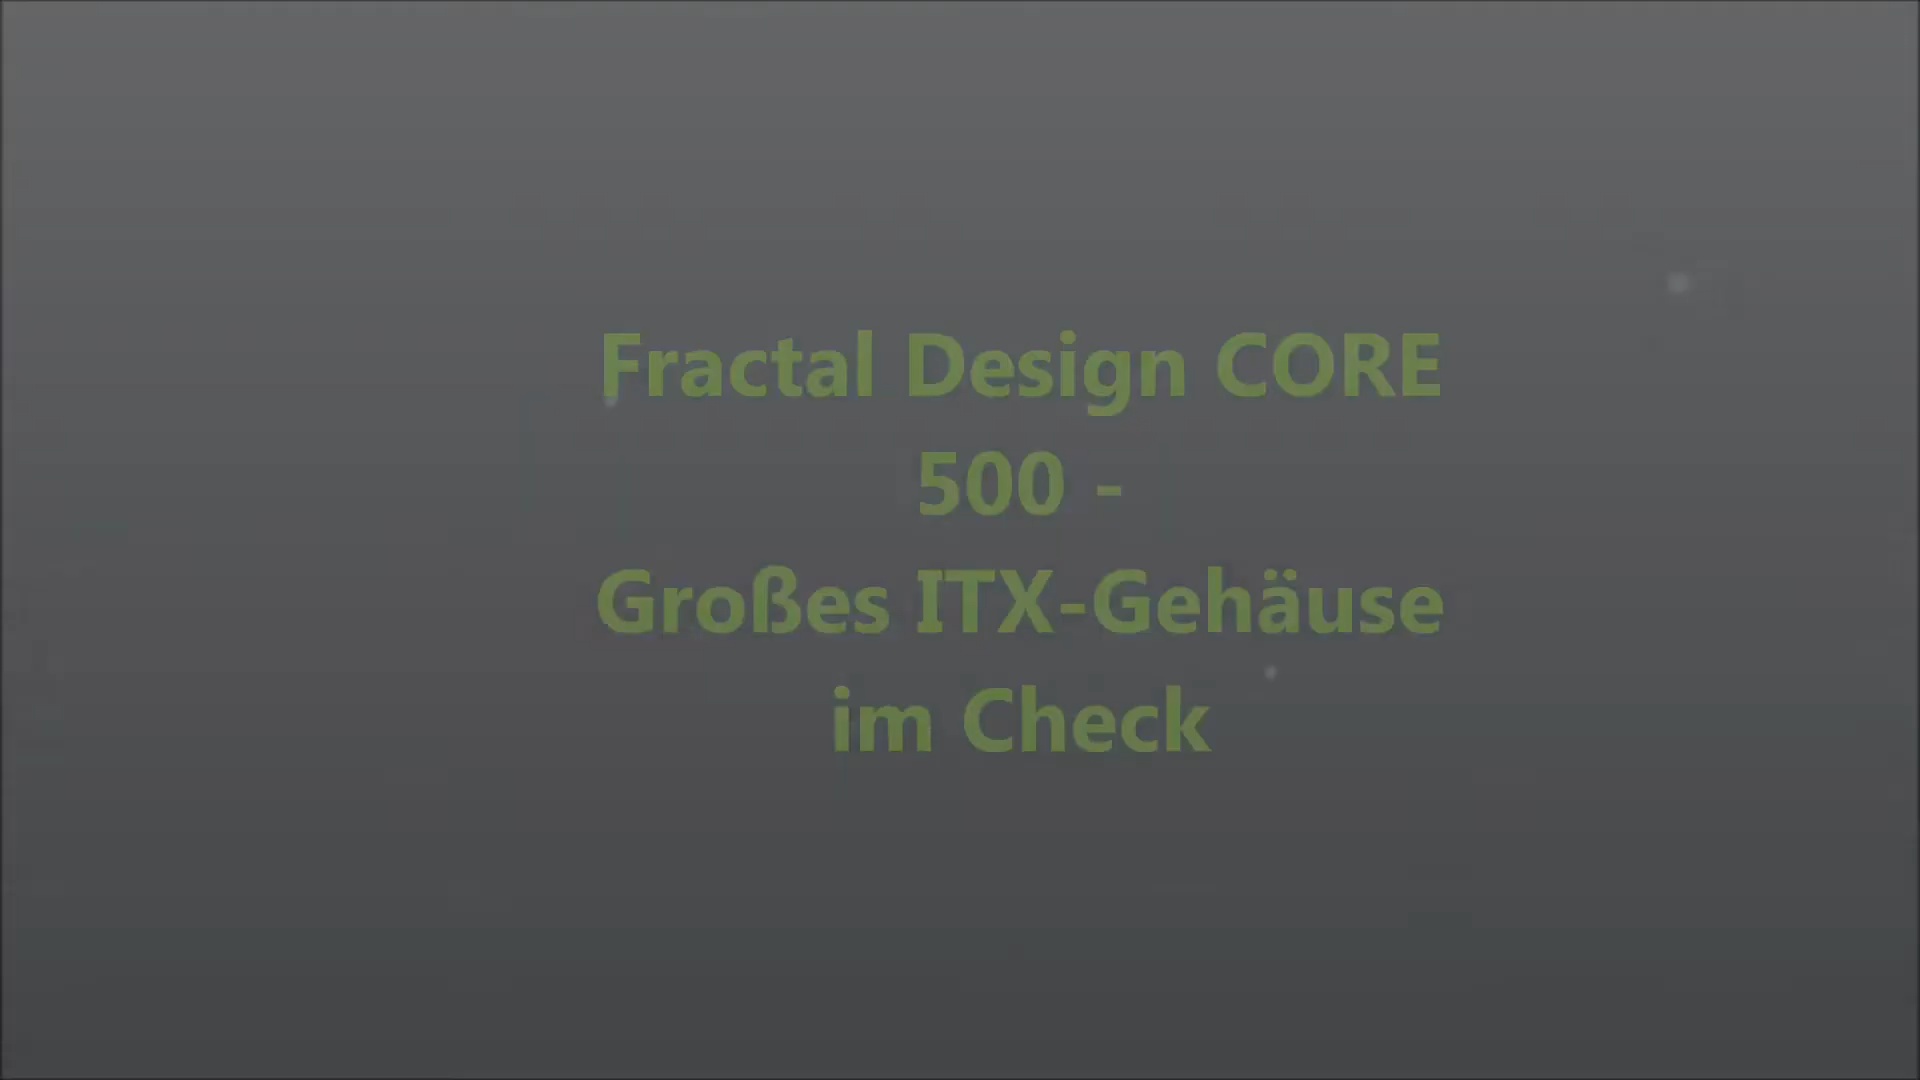 Fractal Design CORE
500 -
Großes ITX-Gehäuse
im Check